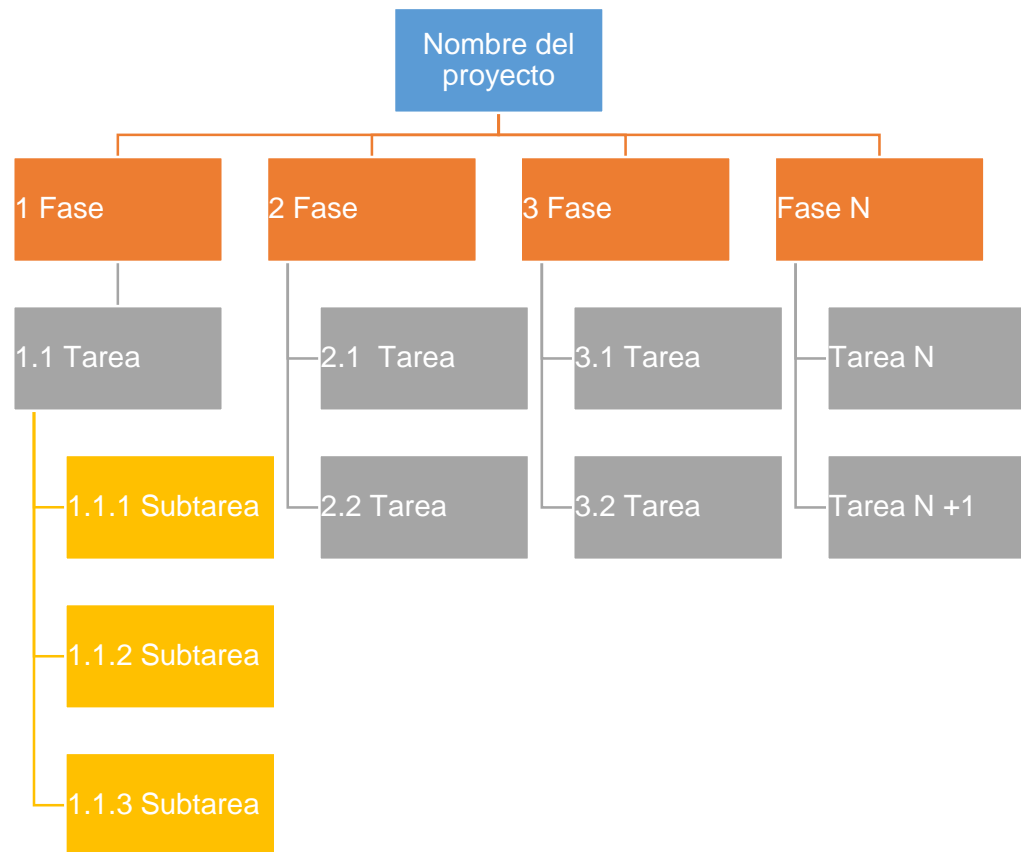 Nombre del
proyecto
1 Fase
2 Fase
3 Fase
Fase N
1.1 Tarea
2.1 Tarea
3.1 Tarea
Tarea N
1.1.1 Subtarea
2.2 Tarea
3.2 Tarea
Tarea N +1
1.1.2 Subtarea
1.1.3 Subtarea